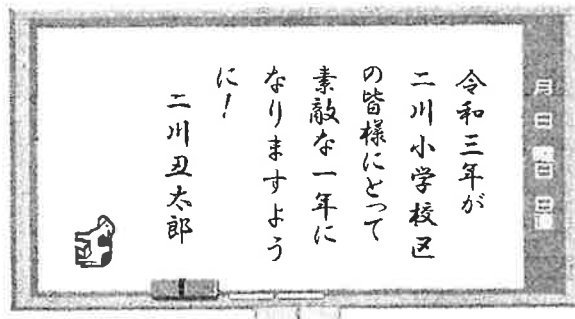 月 日 曜日 日直
令和三年が
二川小学校区
の皆様にとって
素敵な一年に
なりますよう
に！
二川丑太郎